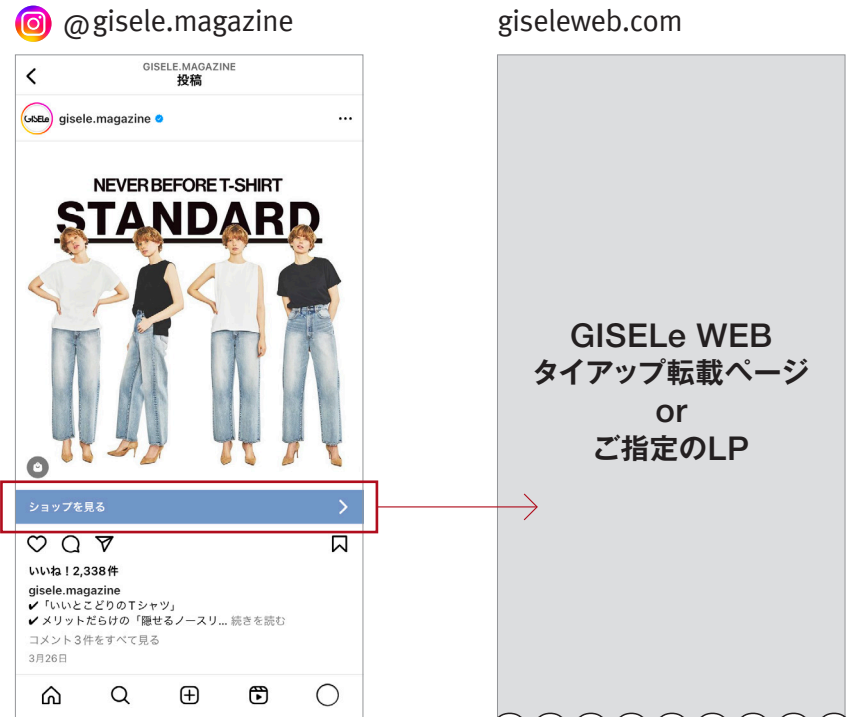 @gisele.magazine
giseleweb.com
GISELE.MAGAZINE
投稿
GISELe
gisele.magazine
NEVER BEFORE T-SHIRT
STANDARD
ショップを見る
いいね！2,338件
gisele.magazine
✔「いいとこどりのTシャツ」
✔メリットだらけの「隠せるノースリ... 続きを読む
コメント3件をすべて見る
3月26日
GISELe WEB
タイアップ転載ページ
or
ご指定のLP